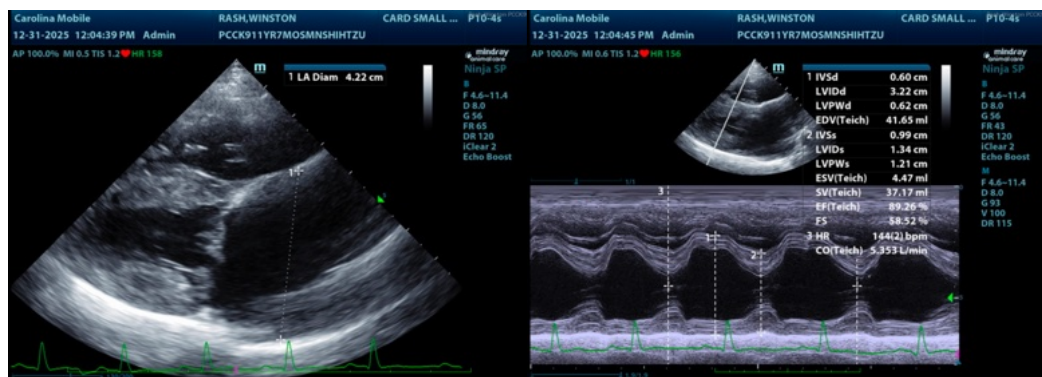 Carolina Mobile RASH,WINSTON CARD SMALL ... P10-4s
12-31-2025 12:04:39 PM Admin PCCK911YR7MOSMNSHIHTZU
AP 100.0% MI 0.5 TIS 1.2 HR 158
mindray
animalcare
Ninja SP
m
1 LA Diam 4.22 cm
B
F 4.6~11.4
D 8.0
G 56
FR 65
DR 120
iClear 2
Echo Boost
1
Carolina Mobile RASH,WINSTON CARD SMALL ... P10-4s
12-31-2025 12:04:45 PM Admin PCCK911YR7MOSMNSHIHTZU
AP 100.0% MI 0.6 TIS 1.2 HR 156
mindray
animalcare
Ninja SP
m
1 IVSd 0.60 cm
LVIDd 3.22 cm
LVPWd 0.62 cm
EDV(Teich) 41.65 ml
2 IVSs 0.99 cm
LVIDs 1.34 cm
LVPWs 1.21 cm
ESV(Teich) 4.47 ml
SV(Teich) 37.17 ml
EF(Teich) 89.26 %
FS 58.52 %
3 HR 144(2) bpm
CO(Teich) 5.353 L/min
B
F 4.6~11.4
D 8.0
G 56
FR 43
DR 120
iClear 2
Echo Boost
M
F 4.6~11.4
D 8.0
G 93
V 100
DR 115
3
1
2